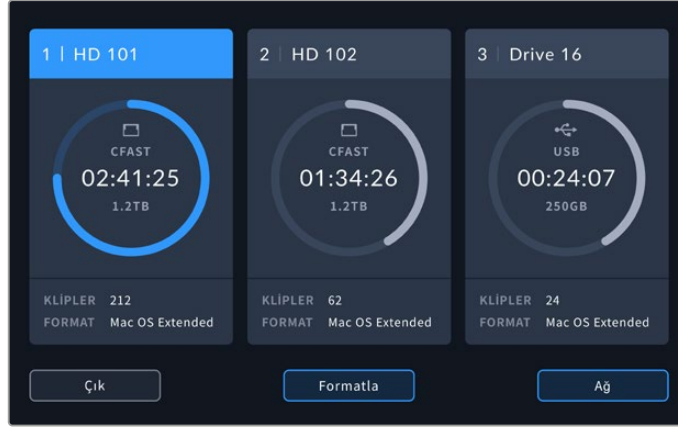 1 | HD 101
2 | HD 102
3 | Drive 16
CFAST
02:41:25
1.2TB
CFAST
01:34:26
1.2TB
USB
00:24:07
250GB
KLİPLER 212
FORMAT Mac OS Extended
KLİPLER 62
FORMAT Mac OS Extended
KLİPLER 24
FORMAT Mac OS Extended
Çık
Formatla
Ağ